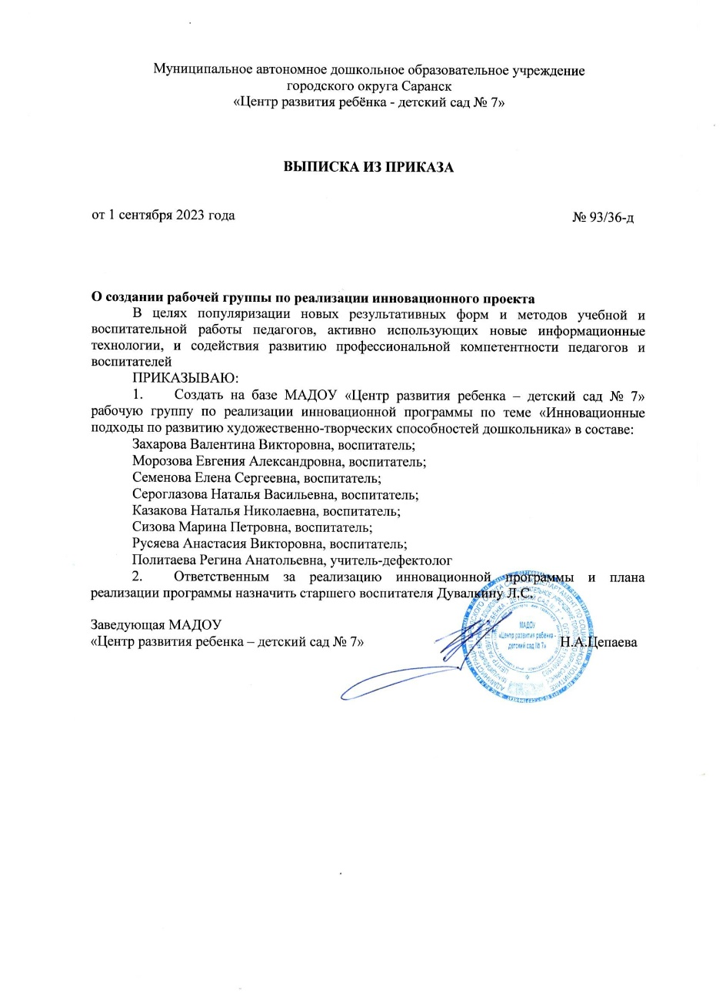 Муниципальное автономное дошкольное образовательное учреждение
городского округа Саранск
«Центр развития ребёнка - детский сад № 7»
ВЫПИСКА ИЗ ПРИКАЗА
от 1 сентября 2023 года
№ 93/36-д
О создании рабочей группы по реализации инновационного проекта
В целях популяризации новых результативных форм и методов учебной и
воспитательной работы педагогов, активно использующих новые информационные
технологии, и содействия развитию профессиональной компетентности педагогов и
воспитателей
ПРИКАЗЫВАЮ:
1. Создать на базе МАДОУ «Центр развития ребенка – детский сад № 7»
рабочую группу по реализации инновационной программы по теме «Инновационные
подходы по развитию художественно-творческих способностей дошкольника» в составе:
Захарова Валентина Викторовна, воспитатель;
Морозова Евгения Александровна, воспитатель;
Семенова Елена Сергеевна, воспитатель;
Сероглазова Наталья Васильевна, воспитатель;
Казакова Наталья Николаевна, воспитатель;
Сизова Марина Петровна, воспитатель;
Русяева Анастасия Викторовна, воспитатель;
Политаева Регина Анатольевна, учитель-дефектолог
2. Ответственным за реализацию инновационной программы и плана
реализации программы назначить старшего воспитателя Дувалкину Л.С.
Заведующая МАДОУ
«Центр развития ребенка – детский сад № 7»
Н.А.Цепаева
МАДОУ
«Центр развития ребенка -
детский сад № 7»